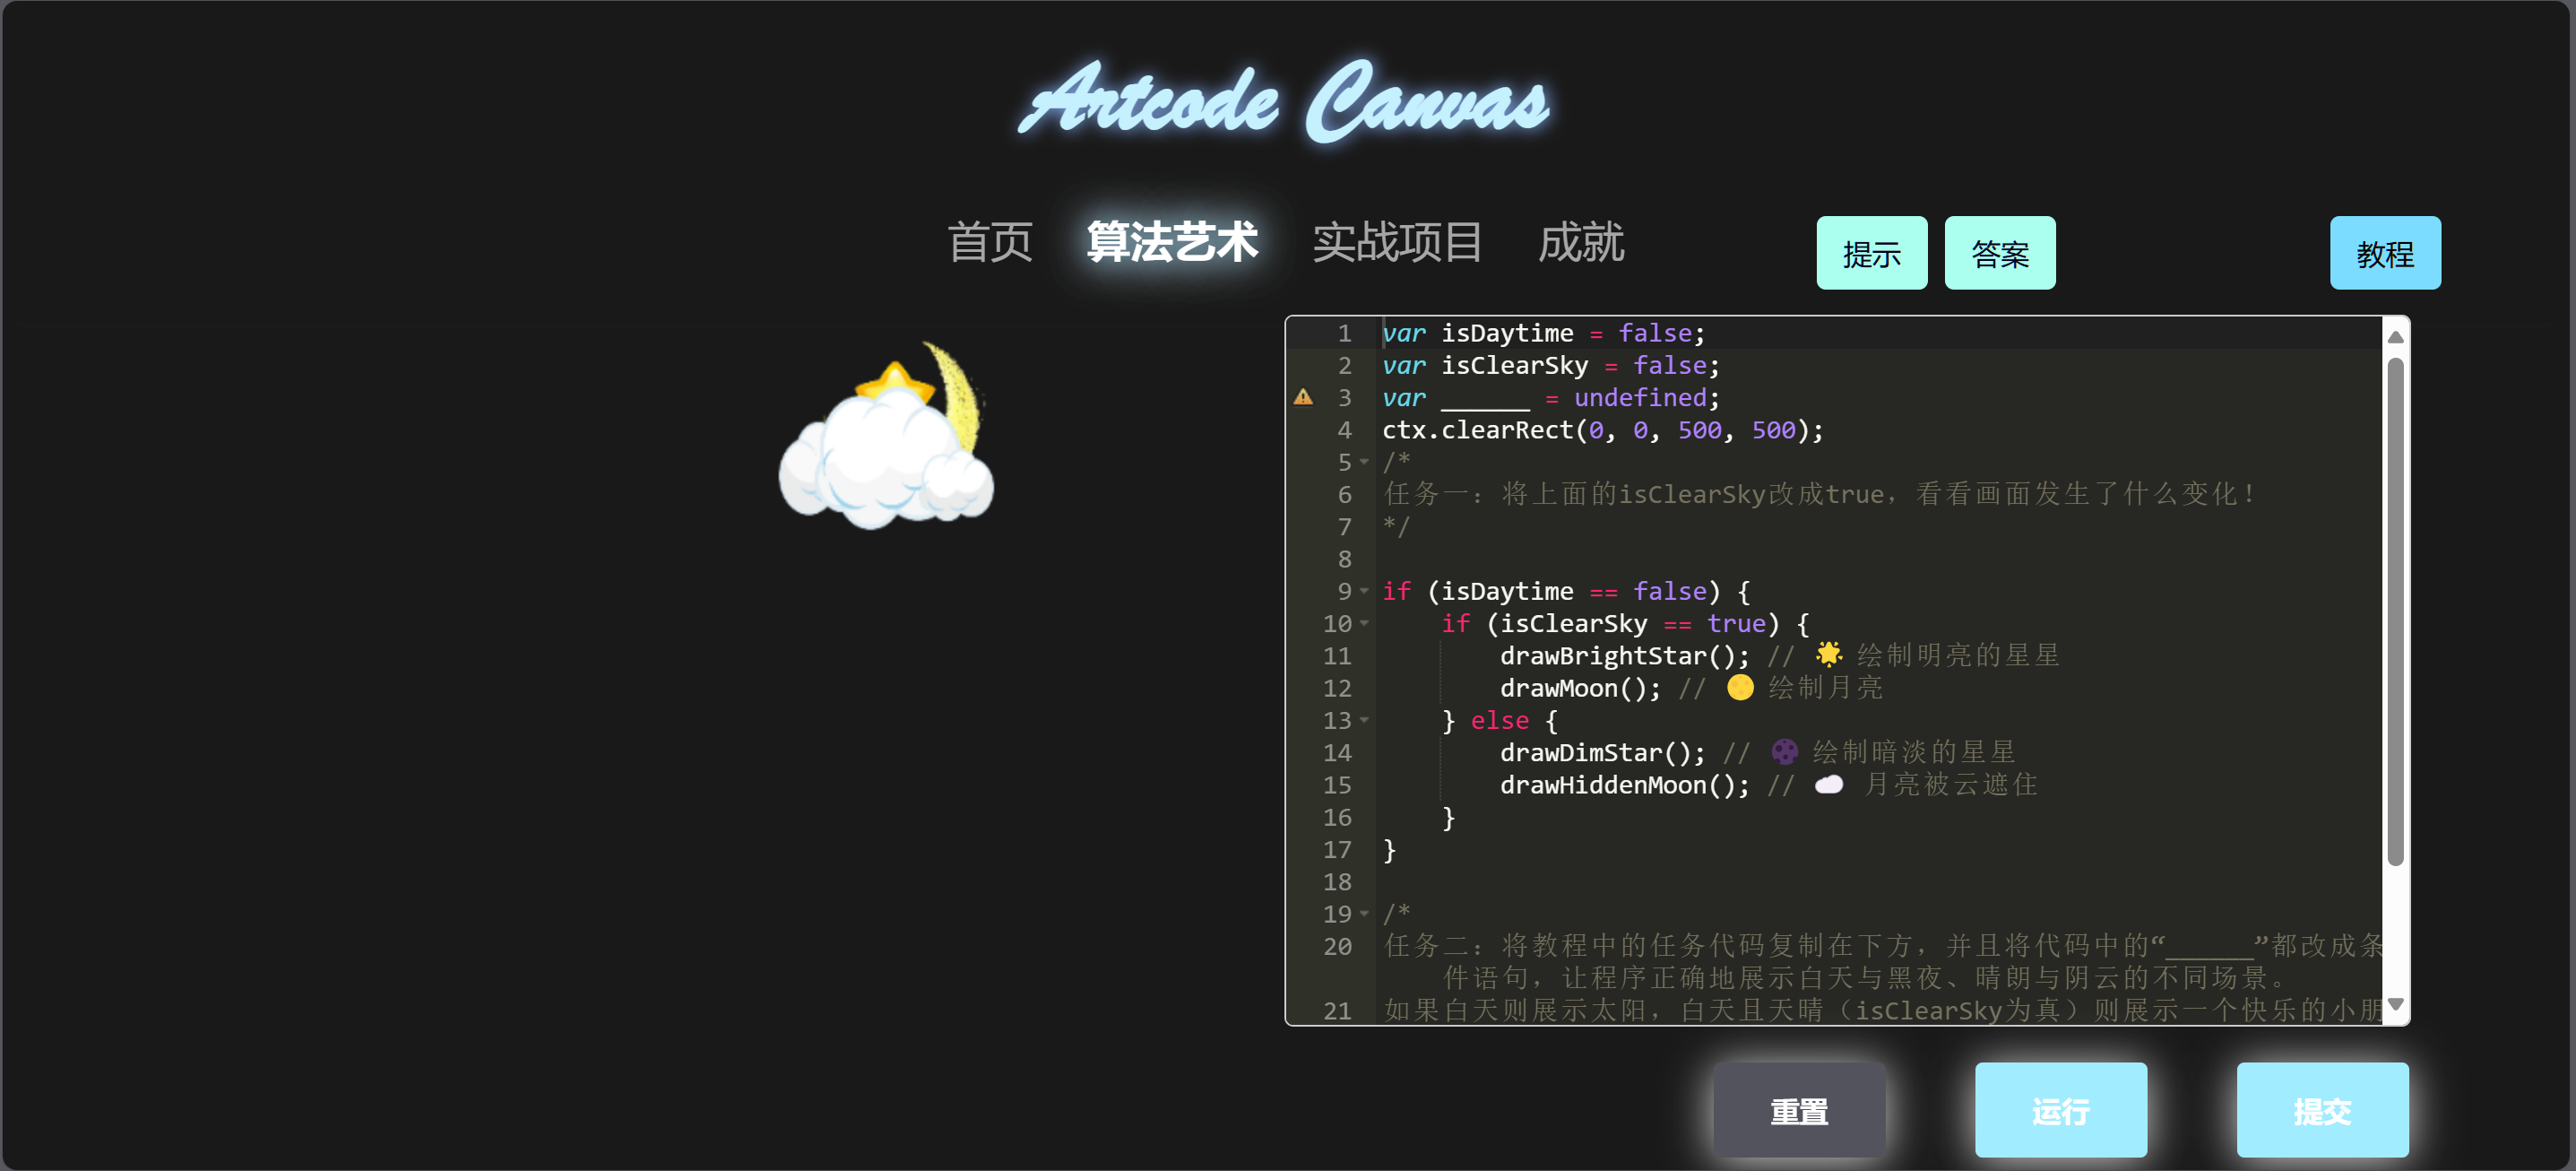 Artcode Canvas
首页 算法艺术 实战项目 成就 提示 答案 教程
1 var isDaytime = false;
2 var isClearSky = false;
3 var ______ = undefined;
4 ctx.clearRect(0, 0, 500, 500);
5 /*
6 任务一：将上面的isClearSky改成true，看看画面发生了什么变化！
7 */
8
9 if (isDaytime == false) {
10 if (isClearSky == true) {
11 drawBrightStar(); // 🌟 绘制明亮的星星
12 drawMoon(); // 🌕 绘制月亮
13 } else {
14 drawDimStar(); // 🌑 绘制暗淡的星星
15 drawHiddenMoon(); // ☁️ 月亮被云遮住
16 }
17 }
18
19 /*
20 任务二：将教程中的任务代码复制在下方，并且将代码中的“______”都改成条
件语句，让程序正确地展示白天与黑夜、晴朗与阴云的不同场景。
21 如果白天则展示太阳，白天且天晴（isClearSky为真）则展示一个快乐的小朋
重置 运行 提交